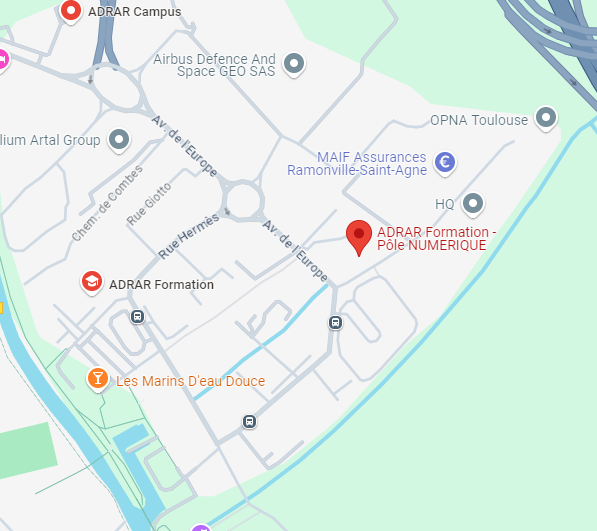 ADRAR Campus
Airbus Defence And
Space GEO SAS
OPNA Toulouse
lium Artal Group
Av. de l'Europe
MAIF Assurances
Ramonville-Saint-Agne
Chem. de Combes
Rue Giotto
HQ
Rue Hermès
Av. de l'Europe
ADRAR Formation -
Pôle NUMERIQUE
ADRAR Formation
Les Marins D'eau Douce